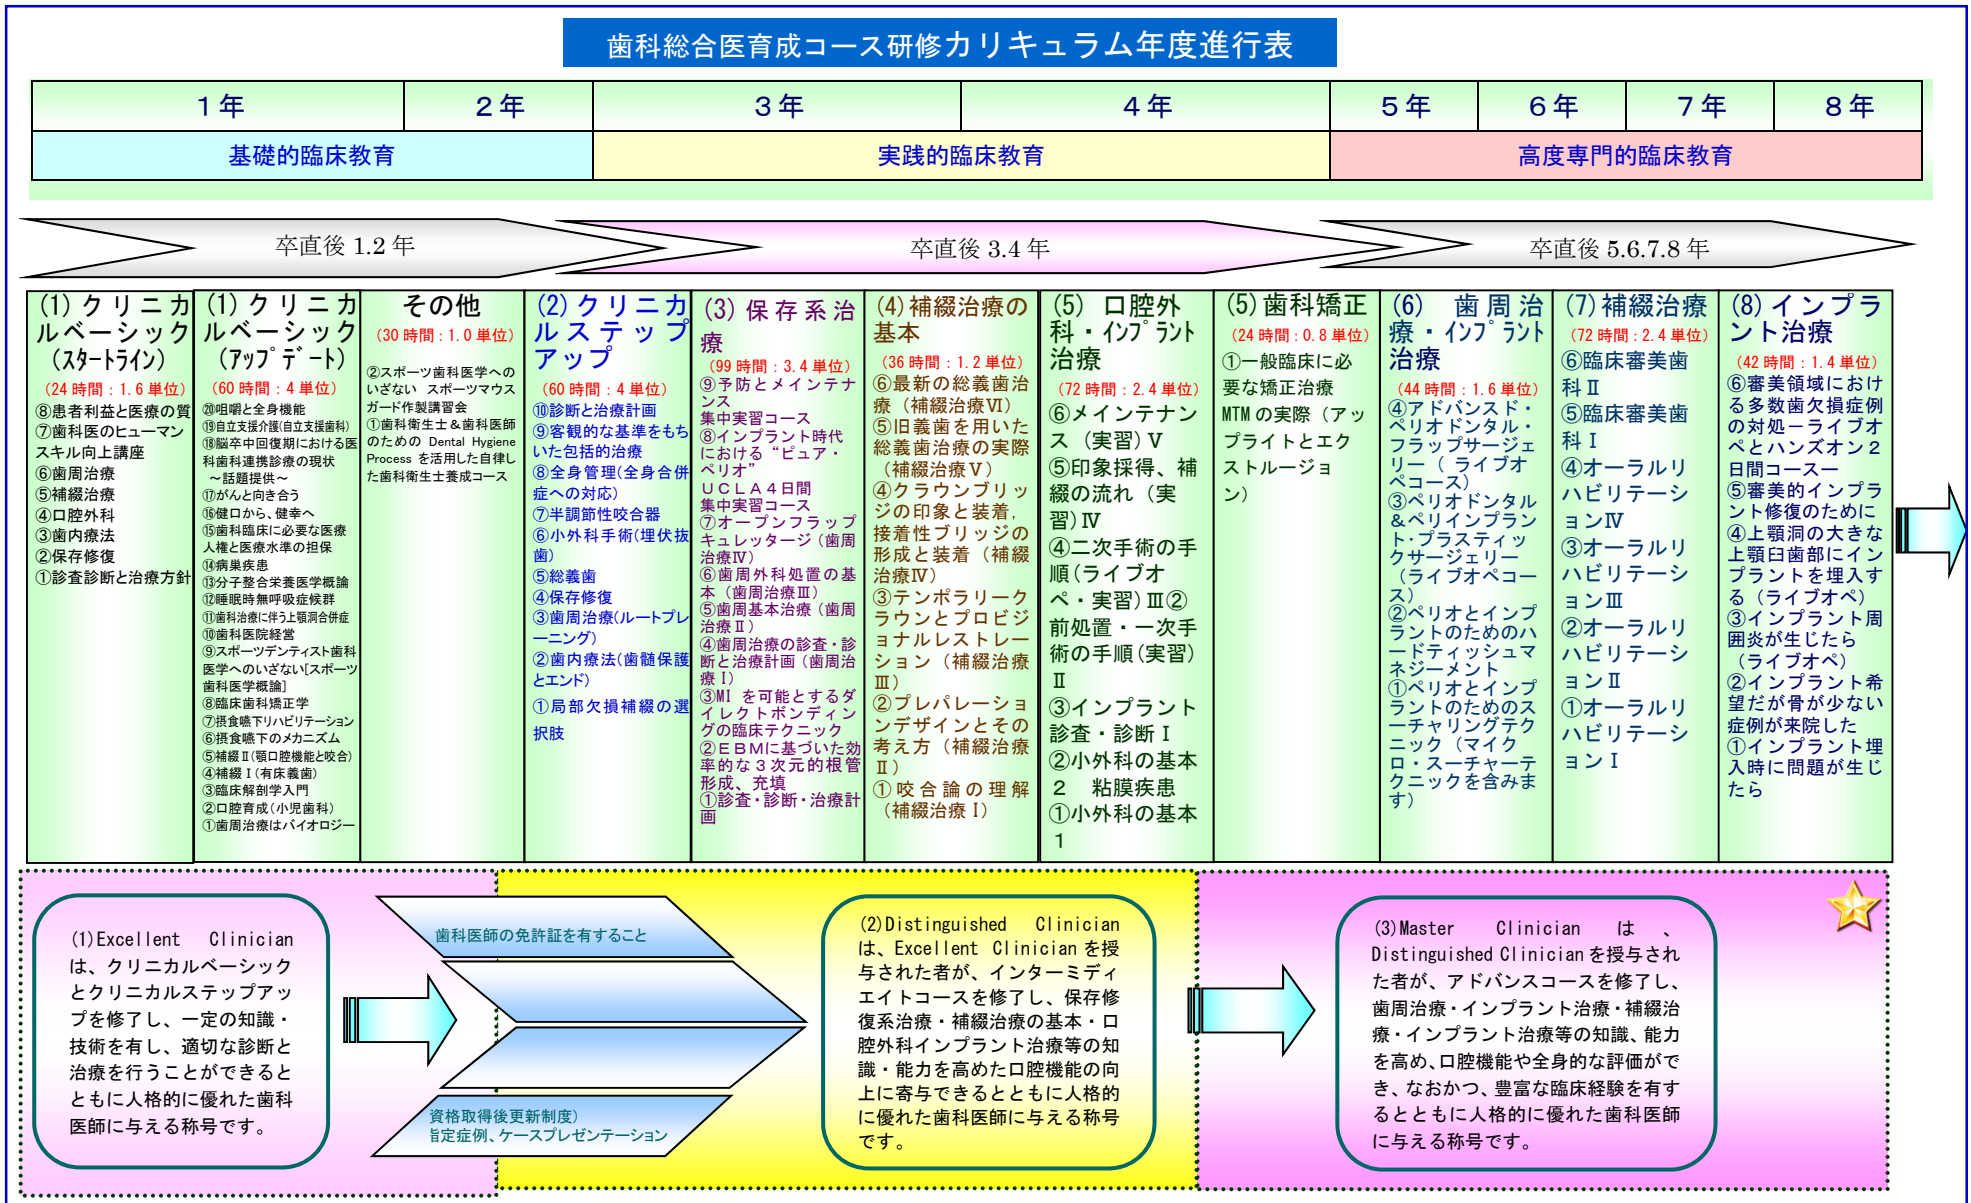 歯科総合医育成コース研修カリキュラム年度進行表
１年 ２年 ３年 ４年 ５年 ６年 ７年 ８年
基礎的臨床教育 実践的臨床教育 高度専門的臨床教育
卒直後 1.2 年 卒直後 3.4 年 卒直後 5.6.7.8 年
(1) クリニカ
ルベーシック
(スタートライン)
(24 時間：1.6 単位)
⑧患者利益と医療の質
⑦歯科医のヒューマン
スキル向上講座
⑥歯周治療
⑤補綴治療
④口腔外科
③歯内療法
②保存修復
①診査診断と治療方針
(1) クリニカ
ルベーシック
(アップデート)
(60 時間：4 単位)
⑳咀嚼と全身機能
⑲自立支援介護(自立支援歯科)
⑱脳卒中回復期における医
科歯科連携診療の現状
～話題提供～
⑰がんと向き合う
⑯健口から、健幸へ
⑮歯科臨床に必要な医療
人権と医療水準の担保
⑭病巣疾患
⑬分子整合栄養医学概論
⑫睡眠時無呼吸症候群
⑪歯科治療に伴う上顎洞合併症
⑩歯科医院経営
⑨スポーツデンティスト歯科
医学へのいざない[スポーツ
歯科医学概論]
⑧臨床歯科矯正学
⑦摂食嚥下リハビリテーション
⑥摂食嚥下のメカニズム
⑤補綴Ⅱ(顎口腔機能と咬合)
④補綴Ⅰ(有床義歯)
③臨床解剖学入門
②口腔育成(小児歯科)
①歯周治療はバイオロジー
その他
(30 時間：1.0 単位)
②スポーツ歯科医学への
いざない スポーツマウス
ガード作製講習会
①歯科衛生士＆歯科医師
のための Dental Hygiene
Process を活用した自律し
た歯科衛生士養成コース
(2) クリニカ
ルステップ
アップ
(60 時間：4 単位)
⑩診断と治療計画
⑨客観的な基準をもち
いた包括的治療
⑧全身管理(全身合併
症への対応)
⑦半調節性咬合器
⑥小外科手術(埋伏抜
歯)
⑤総義歯
④保存修復
③歯周治療(ルートプレ
ーニング)
②歯内療法(歯髄保護
とエンド)
①局部欠損補綴の選
択肢
(3) 保存系治
療
(99 時間：3.4 単位)
⑨予防とメインテナ
ンス
集中実習コース
⑧インプラント時代
における“ピュア・
ペリオ”
ＵＣＬＡ４日間
集中実習コース
⑦オープンフラップ
キュレッタージ（歯周
治療Ⅳ）
⑥歯周外科処置の基
本（歯周治療Ⅲ）
⑤歯周基本治療（歯周
治療Ⅱ）
④歯周治療の診査・診
断と治療計画（歯周治
療Ⅰ）
③MI を可能とするダ
イレクトボンディン
グの臨床テクニック
②ＥＢＭに基づいた効
率的な３次元的根管
形成、充填
①診査・診断・治療計
画
(4)補綴治療の
基本
(36 時間：1.2 単位)
⑥最新の総義歯治
療（補綴治療Ⅵ）
⑤旧義歯を用いた
総義歯治療の実際
（補綴治療Ⅴ）
④クラウンブリッ
ジの印象と装着，
接着性ブリッジの
形成と装着（補綴
治療Ⅳ）
③テンポラリーク
ラウンとプロビジ
ョナルレストレー
ション（補綴治療
Ⅲ）
②プレパレーショ
ンデザインとその
考え方（補綴治療
Ⅱ）
①咬合論の理解
（補綴治療Ⅰ）
(5) 口腔外
科・インプラント
治療
(72 時間：2.4 単位)
⑥メインテナン
ス（実習）Ⅴ
⑤印象採得、補
綴の流れ（実
習）Ⅳ
④二次手術の手
順(ライブオ
ペ・実習)Ⅲ②
前処置・一次手
術の手順(実習)
Ⅱ
③インプラント
診査・診断Ⅰ
②小外科の基本
２　粘膜疾患
①小外科の基本
１
(5)歯科矯正
(24 時間：0.8 単位)
①一般臨床に必
要な矯正治療
MTM の実際（アッ
プライトとエク
ストルージョ
ン）
(6) 歯周治
療・インプラント
治療
(44 時間：1.6 単位)
④アドバンスド・
ペリオドンタル・
フラップサージェ
リー（ ライブオ
ペコース）
③ペリオドンタル
＆ペリインプラン
ト・プラスティッ
クサージェリー
（ライブオペコー
ス）
②ペリオとインプ
ラントのためのハ
ードティッシュマ
ネジーメント
①ペリオとインプ
ラントのためのス
ーチャリングテク
ニック（マイク
ロ・スーチャーテ
クニックを含みま
す）
(7)補綴治療
(72 時間：2.4 単位)
⑥臨床審美歯
科Ⅱ
⑤臨床審美歯
科Ⅰ
④オーラルリ
ハビリテーシ
ョンⅣ
③オーラルリ
ハビリテーシ
ョンⅢ
②オーラルリ
ハビリテーシ
ョンⅡ
①オーラルリ
ハビリテーシ
ョンⅠ
(8)インプラ
ント治療
(42 時間：1.4 単位)
⑥審美領域におけ
る多数歯欠損症例
の対処－ライブオ
ペとハンズオン２
日間コースー
⑤審美的インプラ
ント修復のために
④上顎洞の大きな
上顎臼歯部にイン
プラントを埋入す
る（ライブオペ）
③インプラント周
囲炎が生じたら
（ライブオペ）
②インプラント希
望だが骨が少ない
症例が来院した
①インプラント埋
入時に問題が生じ
たら
(1)Excellent Clinician
は、クリニカルベーシック
とクリニカルステップアッ
プを修了し、一定の知識・
技術を有し、適切な診断と
治療を行うことができると
ともに人格的に優れた歯科
医師に与える称号です。
歯科医師の免許証を有すること
資格取得後更新制度）
指定症例、ケースプレゼンテーション
(2)Distinguished Clinician
は、Excellent Clinician を授
与された者が、インターミディ
エイトコースを修了し、保存修
復系治療・補綴治療の基本・口
腔外科インプラント治療等の知
識・能力を高めた口腔機能の向
上に寄与できるとともに人格的
に優れた歯科医師に与える称号
です。
(3)Master Clinician は 、
Distinguished Clinician を授与され
た者が、アドバンスコースを修了し、
歯周治療・インプラント治療・補綴治
療・インプラント治療等の知識、能力
を高め、口腔機能や全身的な評価がで
き、なおかつ、豊富な臨床経験を有す
るとともに人格的に優れた歯科医師
に与える称号です。